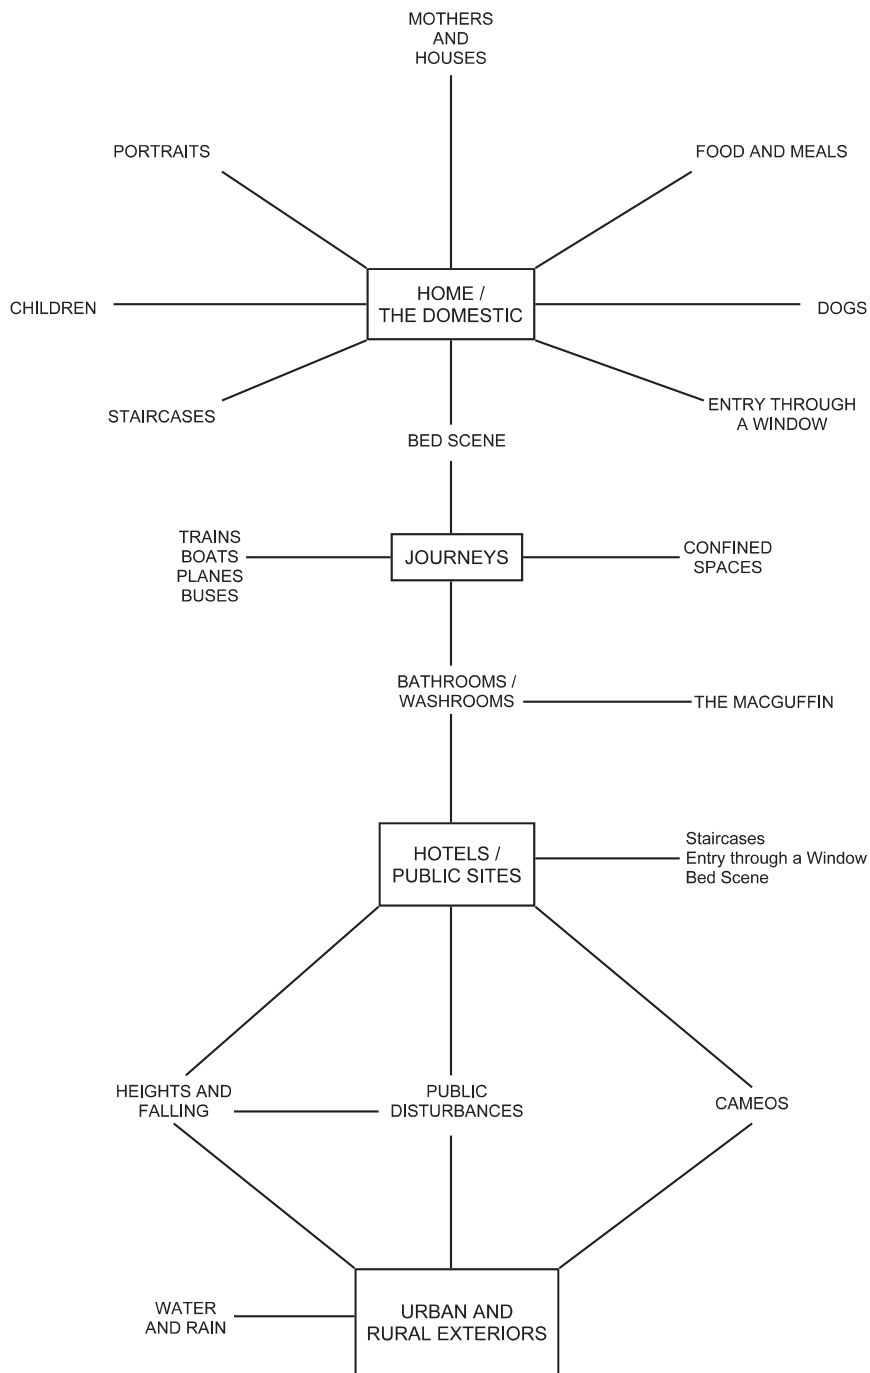 MOTHERS
AND
HOUSES
PORTRAITS
FOOD AND MEALS
HOME /
THE DOMESTIC
CHILDREN
DOGS
STAIRCASES
ENTRY THROUGH
A WINDOW
BED SCENE
TRAINS
BOATS
PLANES
BUSES
JOURNEYS
CONFINED
SPACES
BATHROOMS /
WASHROOMS
THE MACGUFFIN
HOTELS /
PUBLIC SITES
Staircases
Entry through a Window
Bed Scene
HEIGHTS AND
FALLING
PUBLIC
DISTURBANCES
CAMEOS
WATER
AND RAIN
URBAN AND
RURAL EXTERIORS